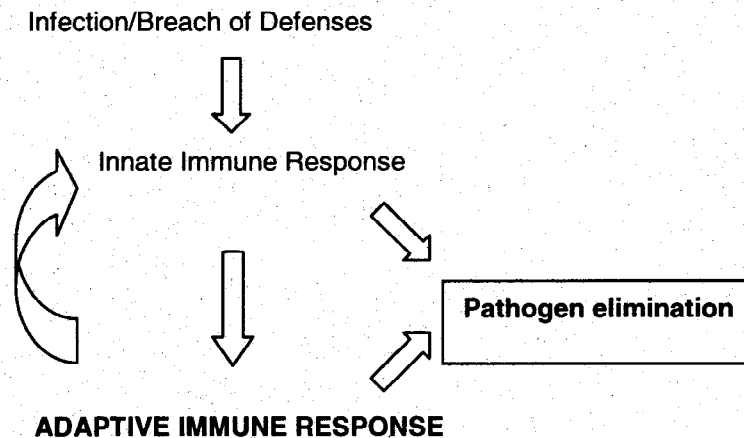 Infection/Breach of Defenses
Innate Immune Response
Pathogen elimination
ADAPTIVE IMMUNE RESPONSE